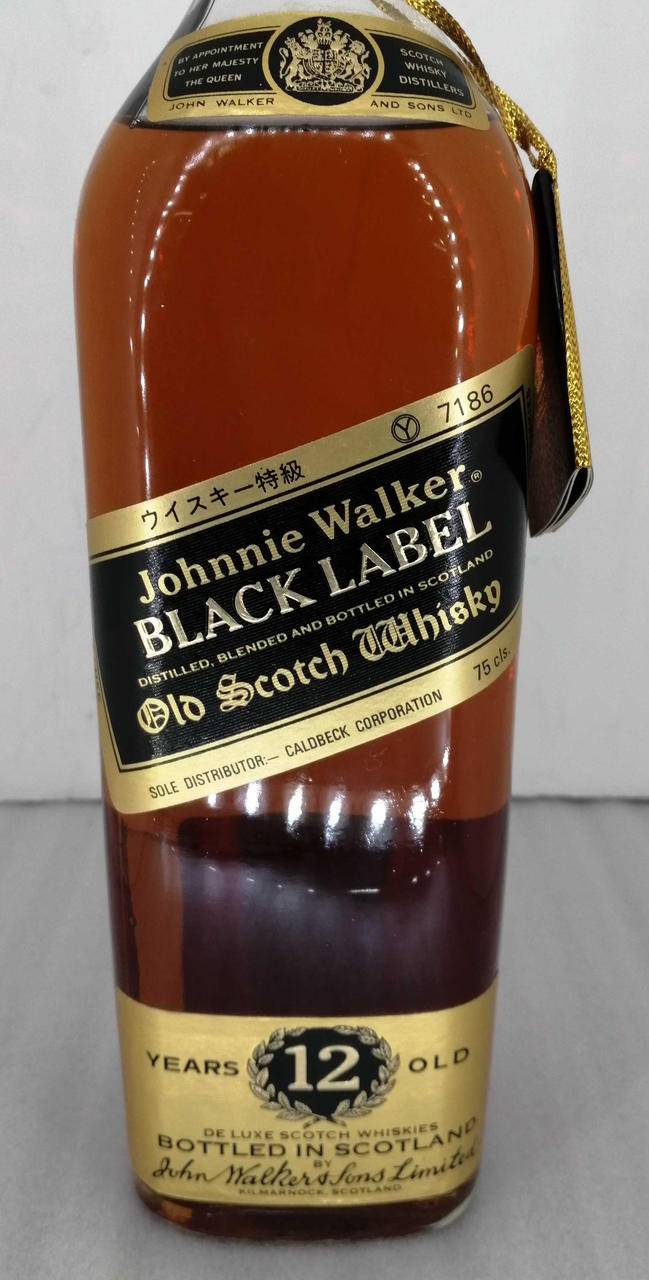 BY APPOINTMENT
TO HER MAJESTY
THE QUEEN
SCOTCH
WHISKY
DISTILLERS
JOHN WALKER AND SONS LTD
ウイスキー特級 Ⓨ 7186
Johnnie Walker®
BLACK LABEL
DISTILLED, BLENDED AND BOTTLED IN SCOTLAND
Old Scotch Whisky
75 cls.
SOLE DISTRIBUTOR:— CALDBECK CORPORATION
YEARS 12 OLD
DE LUXE SCOTCH WHISKIES
BOTTLED IN SCOTLAND
BY
John Walker & Sons Limited
KILMARNOCK, SCOTLAND